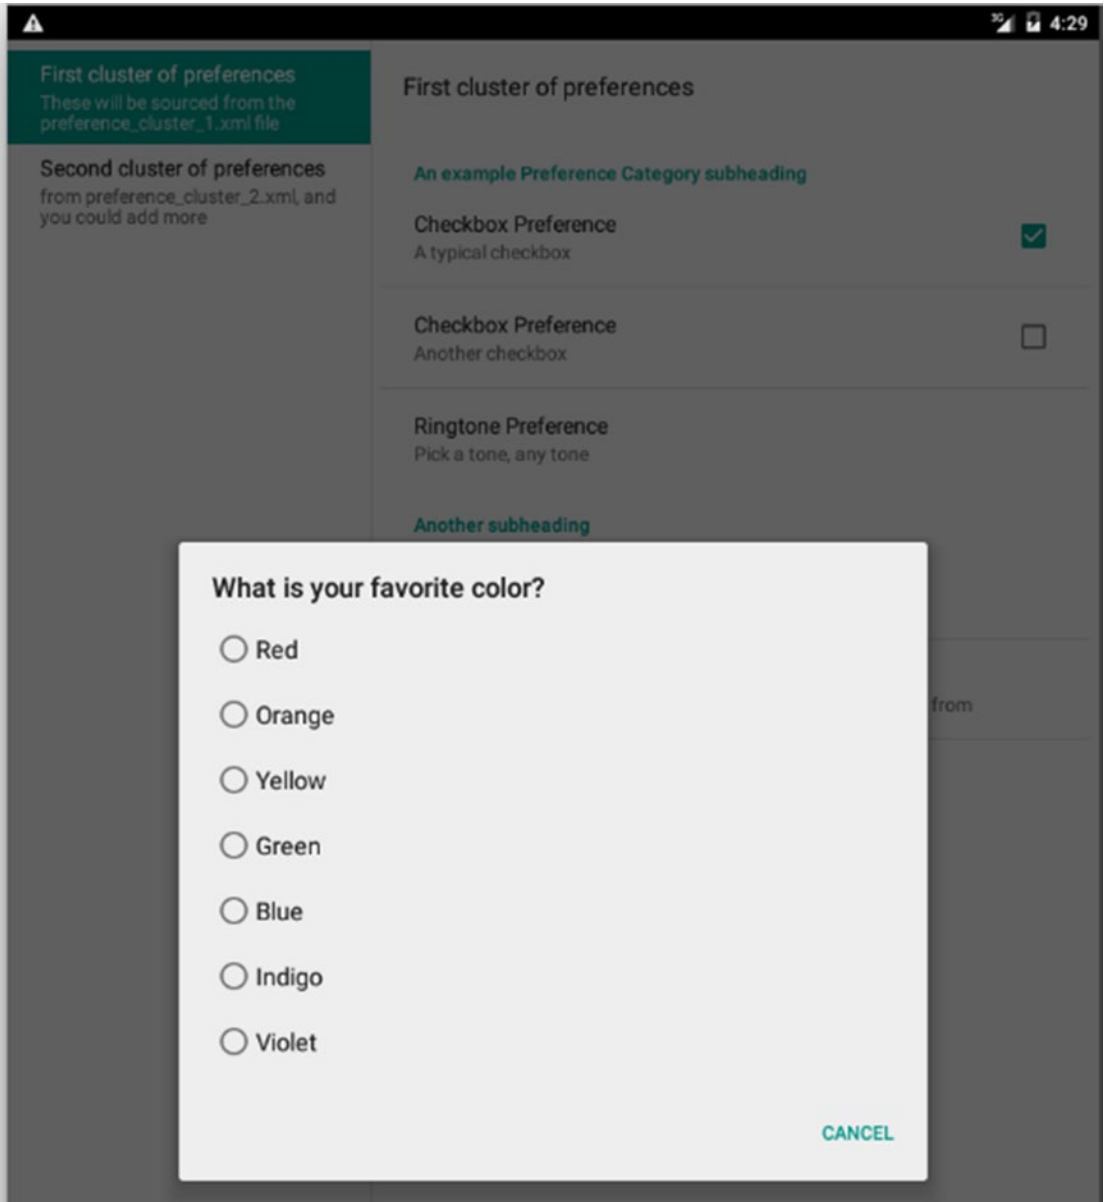 3G 4:29
First cluster of preferences
These will be sourced from the
preference_cluster_1.xml file
Second cluster of preferences
from preference_cluster_2.xml, and
you could add more
First cluster of preferences
An example Preference Category subheading
Checkbox Preference
A typical checkbox
Checkbox Preference
Another checkbox
Ringtone Preference
Pick a tone, any tone
Another subheading
from
What is your favorite color?
Red
Orange
Yellow
Green
Blue
Indigo
Violet
CANCEL